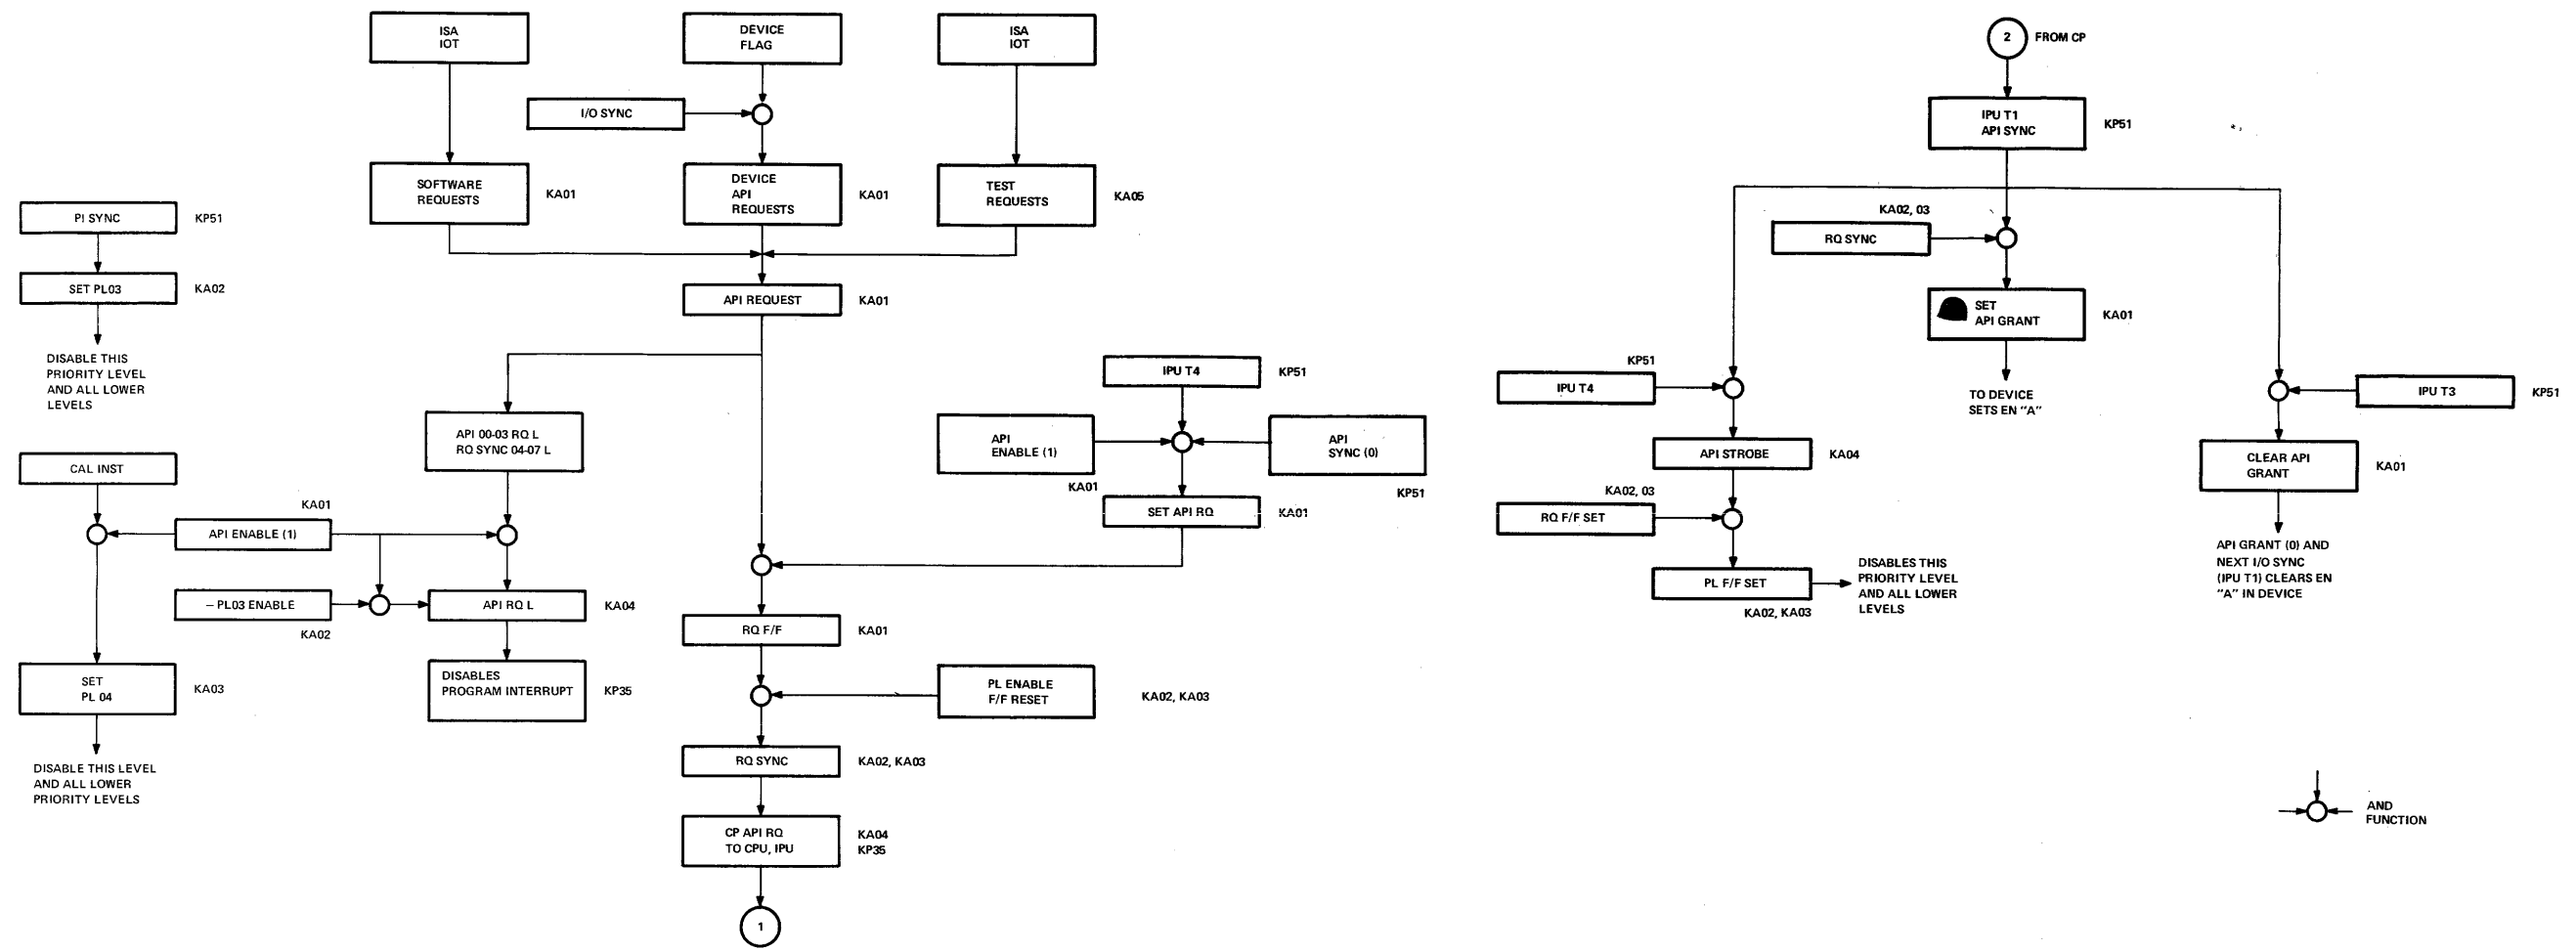 ISA
IOT
DEVICE
FLAG
ISA
IOT
I/O SYNC
SOFTWARE
REQUESTS
KA01
DEVICE
API
REQUESTS
KA01
TEST
REQUESTS
KA05
PI SYNC
KP51
SET PL03
KA02
DISABLE THIS
PRIORITY LEVEL
AND ALL LOWER
LEVELS
API REQUEST
KA01
API 00-03 RQ L
RQ SYNC 04-07 L
IPU T4
KP51
API
ENABLE (1)
KA01
API
SYNC (0)
KP51
SET API RQ
KA01
CAL INST
KA01
API ENABLE (1)
– PL03 ENABLE
KA02
API RQ L
KA04
SET
PL 04
KA03
DISABLES
PROGRAM INTERRUPT
KP35
DISABLE THIS LEVEL
AND ALL LOWER
PRIORITY LEVELS
RQ F/F
KA01
PL ENABLE
F/F RESET
KA02, KA03
RQ SYNC
KA02, KA03
CP API RQ
TO CPU, IPU
KA04
KP35
1
2
FROM CP
IPU T1
API SYNC
KP51
KA02, 03
RQ SYNC
SET
API GRANT
KA01
TO DEVICE
SETS EN "A"
KP51
IPU T4
API STROBE
KA04
KA02, 03
RQ F/F SET
PL F/F SET
KA02, KA03
DISABLES THIS
PRIORITY LEVEL
AND ALL LOWER
LEVELS
IPU T3
KP51
CLEAR API
GRANT
KA01
API GRANT (0) AND
NEXT I/O SYNC
(IPU T1) CLEARS EN
"A" IN DEVICE
AND
FUNCTION